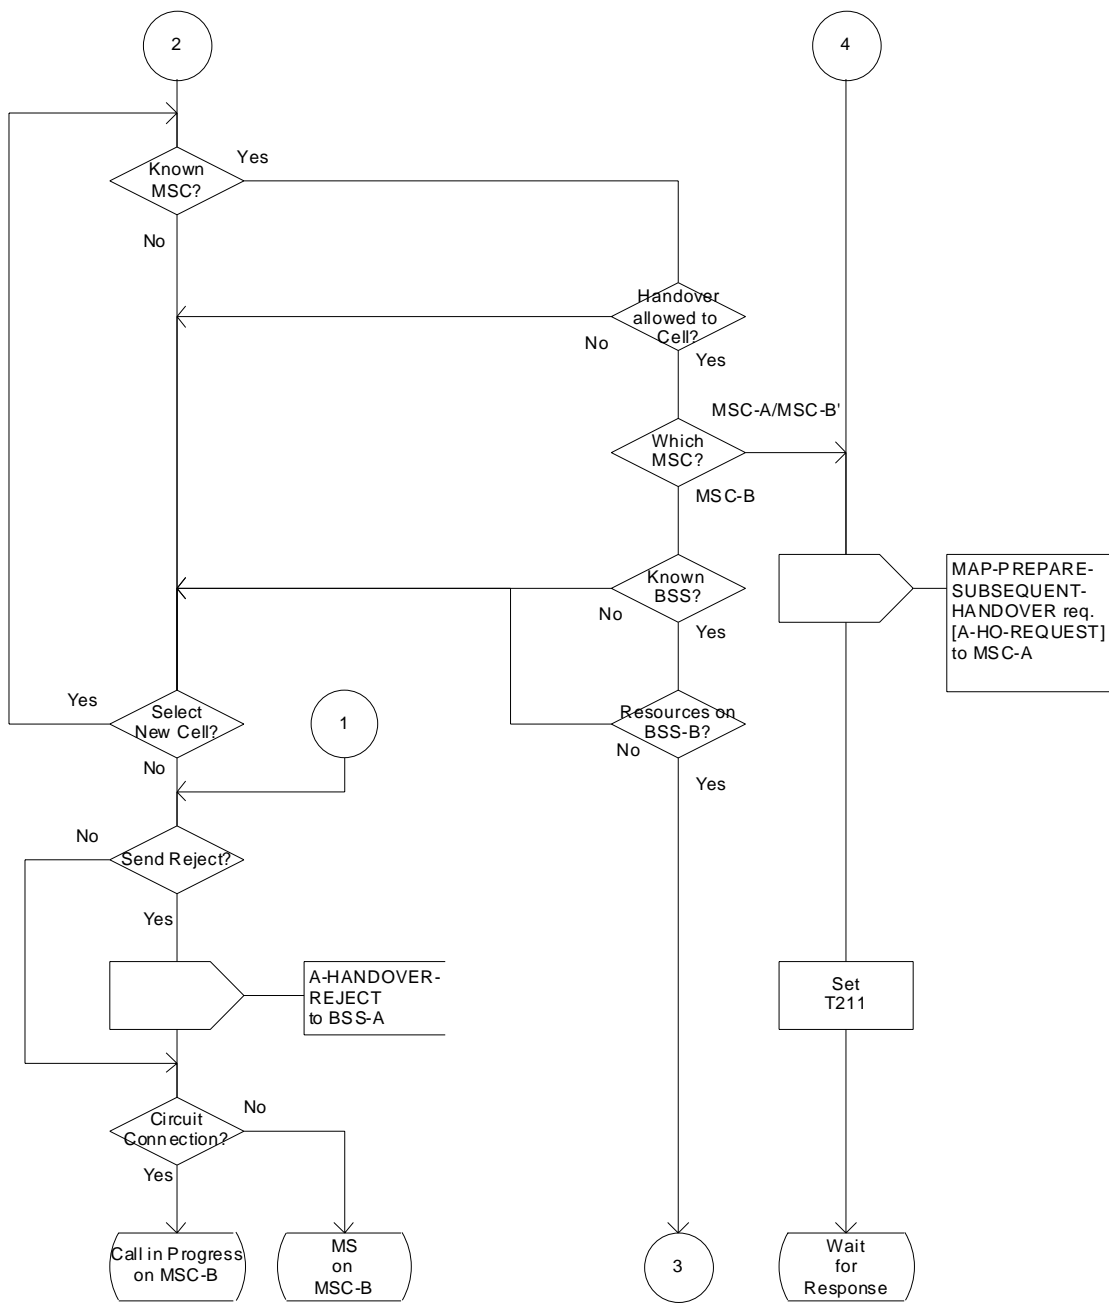 2
4
Known
MSC?
Yes
No
Handover
allowed to
Cell?
No
Yes
MSC-A/MSC-B'
Which
MSC?
MSC-B
Known
BSS?
No
Yes
MAP-PREPARE-
SUBSEQUENT-
HANDOVER req.
[A-HO-REQUEST]
to MSC-A
Yes
Select
New Cell?
No
1
Resources on
BSS-B?
No
Yes
No
Send Reject?
Yes
A-HANDOVER-
REJECT
to BSS-A
Set
T211
Circuit
Connection?
No
Yes
Call in Progress
on MSC-B
MS
on
MSC-B
3
Wait
for
Response